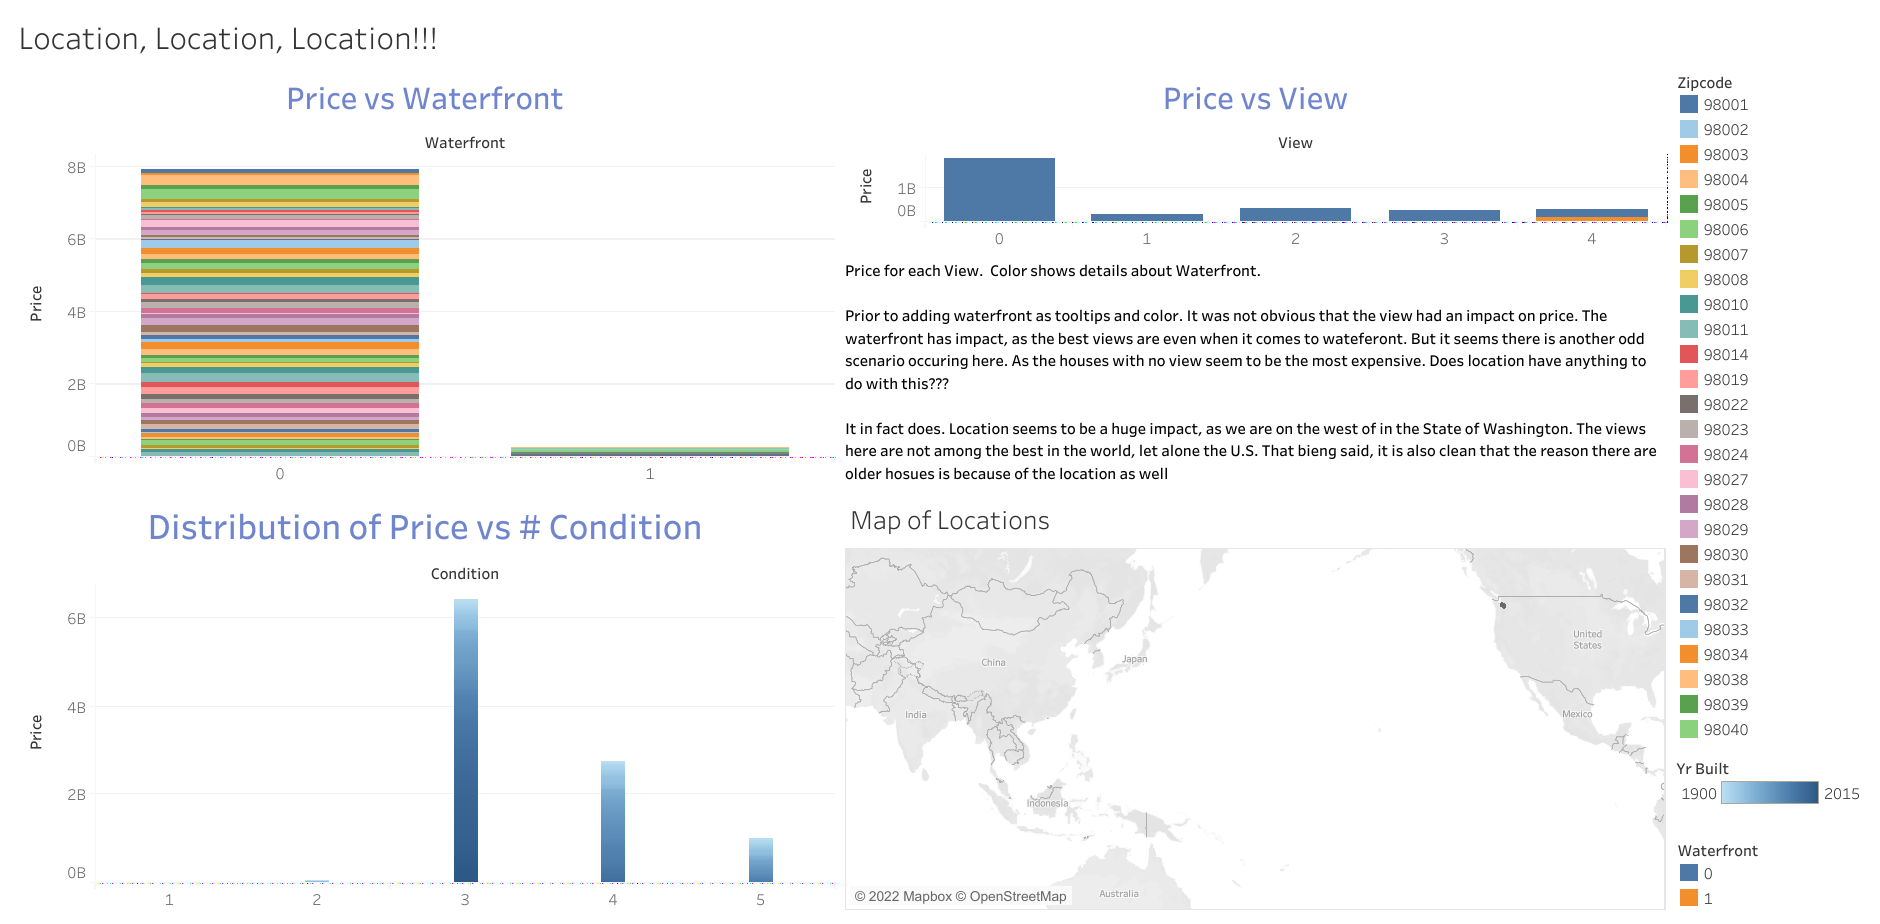 Location, Location, Location!!!
Price vs Waterfront
Waterfront
Price
8B
6B
4B
2B
0B
0
1
Price vs View
View
Price
1B
0B
0
1
2
3
4
Price for each View.  Color shows details about Waterfront.
Prior to adding waterfront as tooltips and color. It was not obvious that the view had an impact on price. The
waterfront has impact, as the best views are even when it comes to wateferont. But it seems there is another odd
scenario occuring here. As the houses with no view seem to be the most expensive. Does location have anything to
do with this???
It in fact does. Location seems to be a huge impact, as we are on the west of in the State of Washington. The views
here are not among the best in the world, let alone the U.S. That bieng said, it is also clean that the reason there are
older hosues is because of the location as well
Distribution of Price vs # Condition
Condition
Price
6B
4B
2B
0B
1
2
3
4
5
Map of Locations
China
Japan
India
Indonesia
Australia
United
States
Mexico
© 2022 Mapbox © OpenStreetMap
Zipcode
98001
98002
98003
98004
98005
98006
98007
98008
98010
98011
98014
98019
98022
98023
98024
98027
98028
98029
98030
98031
98032
98033
98034
98038
98039
98040
Yr Built
1900
2015
Waterfront
0
1